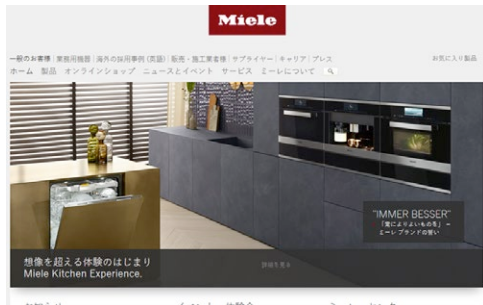 Miele
一般のお客様 | 業務用機器 | 海外の採用事例 (英語) | 販売・施工業者様 | サプライヤー | キャリア | プレス
お気に入り製品
ホーム 製品 オンラインショップ ニュースとイベント サービス ミーレについて
"IMMER BESSER"
「常によりよいものを」 –
ミーレ ブランドの誓い
想像を超える体験のはじまり
Miele Kitchen Experience.
詳細を見る